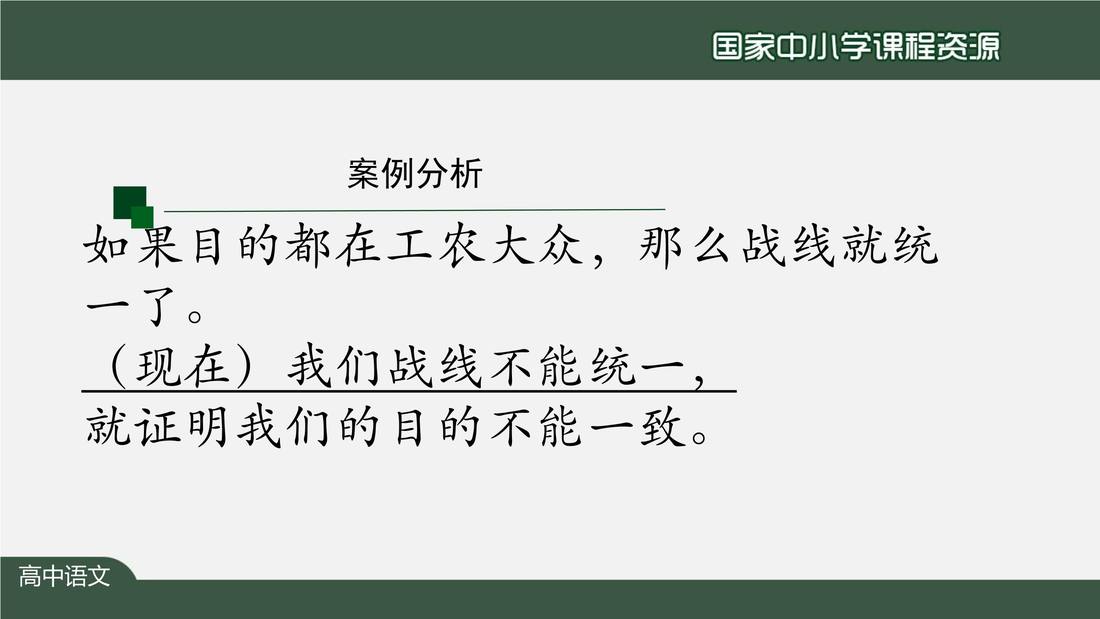 国家中小学课程资源
案例分析
如果目的都在工农大众，那么战线就统
一了。
（现在）我们战线不能统一，
就证明我们的目的不能一致。
高中语文